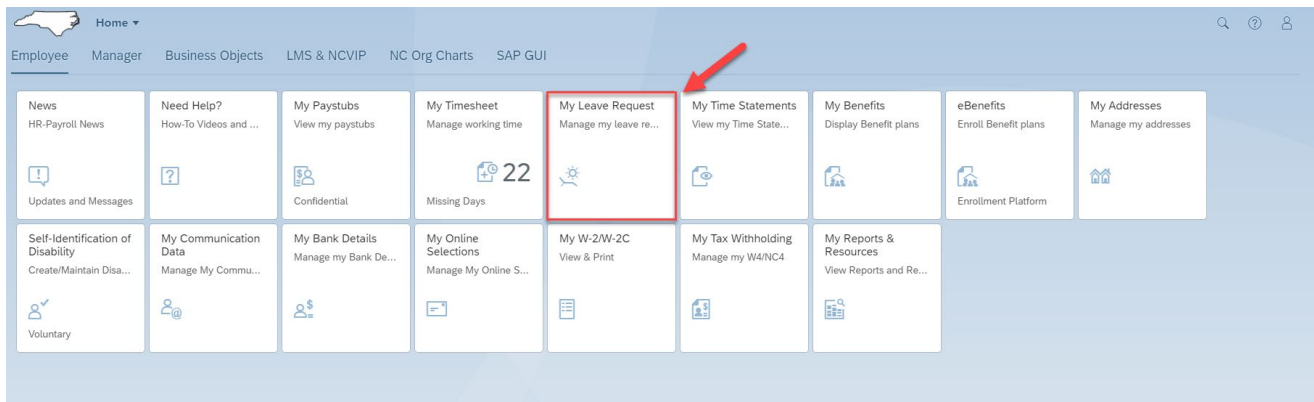 Home
Employee Manager Business Objects LMS & NCVIP NC Org Charts SAP GUI
News
HR-Payroll News
Updates and Messages
Need Help?
How-To Videos and ...
My Paystubs
View my paystubs
Confidential
My Timesheet
Manage working time
22
Missing Days
My Leave Request
Manage my leave re...
My Time Statements
View my Time State...
My Benefits
Display Benefit plans
eBenefits
Enroll Benefit plans
Enrollment Platform
My Addresses
Manage my addresses
Self-Identification of
Disability
Create/Maintain Disa...
Voluntary
My Communication
Data
Manage My Commu...
My Bank Details
Manage my Bank De...
My Online
Selections
Manage My Online S...
My W-2/W-2C
View & Print
My Tax Withholding
Manage my W4/NC4
My Reports &
Resources
View Reports and Re...